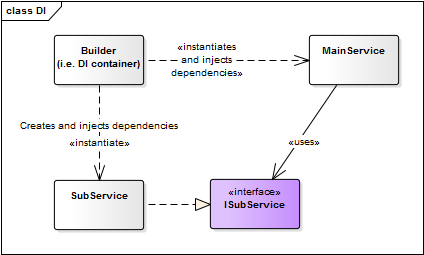 class DI
Builder
(i.e. DI container)
«instantiates
and injects
dependencies»
MainService
Creates and injects dependencies
«instantiate»
«uses»
SubService
«interface»
ISubService